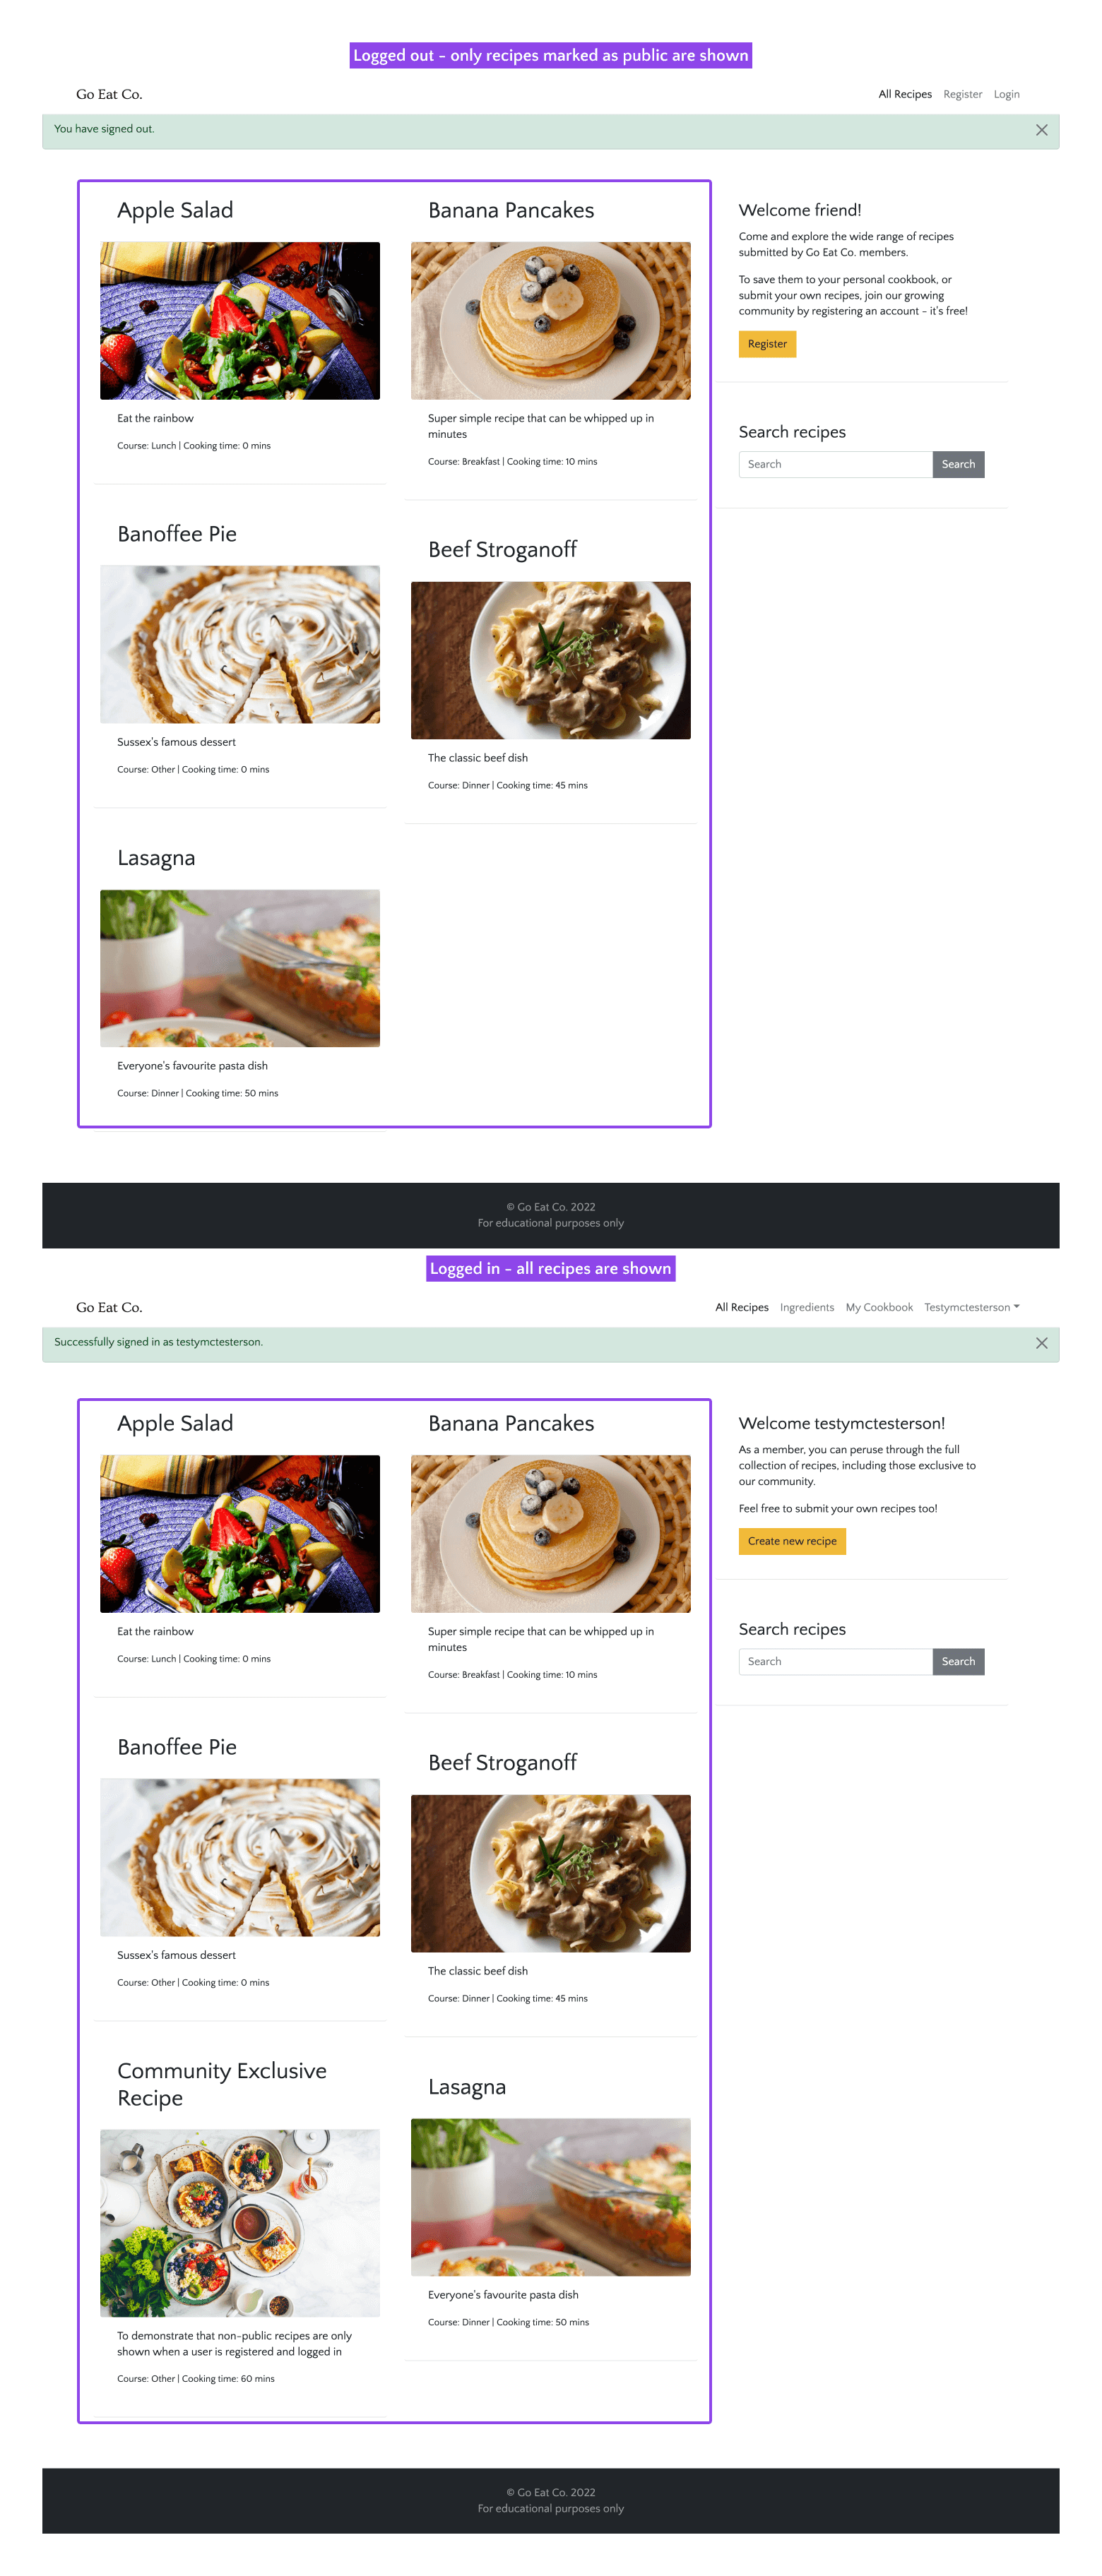 Logged out - only recipes marked as public are shown
Go Eat Co.
All Recipes Register Login
You have signed out.
Apple Salad
Eat the rainbow
Course: Lunch | Cooking time: 0 mins
Banana Pancakes
Super simple recipe that can be whipped up in
minutes
Course: Breakfast | Cooking time: 10 mins
Banoffee Pie
Sussex's famous dessert
Course: Other | Cooking time: 0 mins
Beef Stroganoff
The classic beef dish
Course: Dinner | Cooking time: 45 mins
Lasagna
Everyone's favourite pasta dish
Course: Dinner | Cooking time: 50 mins
Welcome friend!
Come and explore the wide range of recipes
submitted by Go Eat Co. members.
To save them to your personal cookbook, or
submit your own recipes, join our growing
community by registering an account - it's free!
Register
Search recipes
Search Search
© Go Eat Co. 2022
For educational purposes only
Logged in - all recipes are shown
Go Eat Co.
All Recipes Ingredients My Cookbook Testymctesterson
Successfully signed in as testymctesterson.
Apple Salad
Eat the rainbow
Course: Lunch | Cooking time: 0 mins
Banana Pancakes
Super simple recipe that can be whipped up in
minutes
Course: Breakfast | Cooking time: 10 mins
Banoffee Pie
Sussex's famous dessert
Course: Other | Cooking time: 0 mins
Beef Stroganoff
The classic beef dish
Course: Dinner | Cooking time: 45 mins
Community Exclusive
Recipe
To demonstrate that non-public recipes are only
shown when a user is registered and logged in
Course: Other | Cooking time: 60 mins
Lasagna
Everyone's favourite pasta dish
Course: Dinner | Cooking time: 50 mins
Welcome testymctesterson!
As a member, you can peruse through the full
collection of recipes, including those exclusive to
our community.
Feel free to submit your own recipes too!
Create new recipe
Search recipes
Search Search
© Go Eat Co. 2022
For educational purposes only